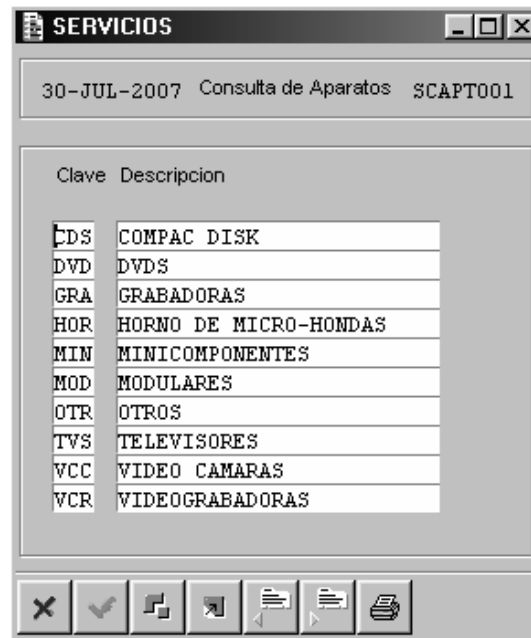 SERVICIOS
30-JUL-2007 Consulta de Aparatos SCAPT001
Clave Descripcion
CDS COMPAC DISK
DVD DVDS
GRA GRABADORAS
HOR HORNO DE MICRO-HONDAS
MIN MINICOMPONENTES
MOD MODULARES
OTR OTROS
TVS TELEVISORES
VCC VIDEO CAMARAS
VCR VIDEOGRABADORAS